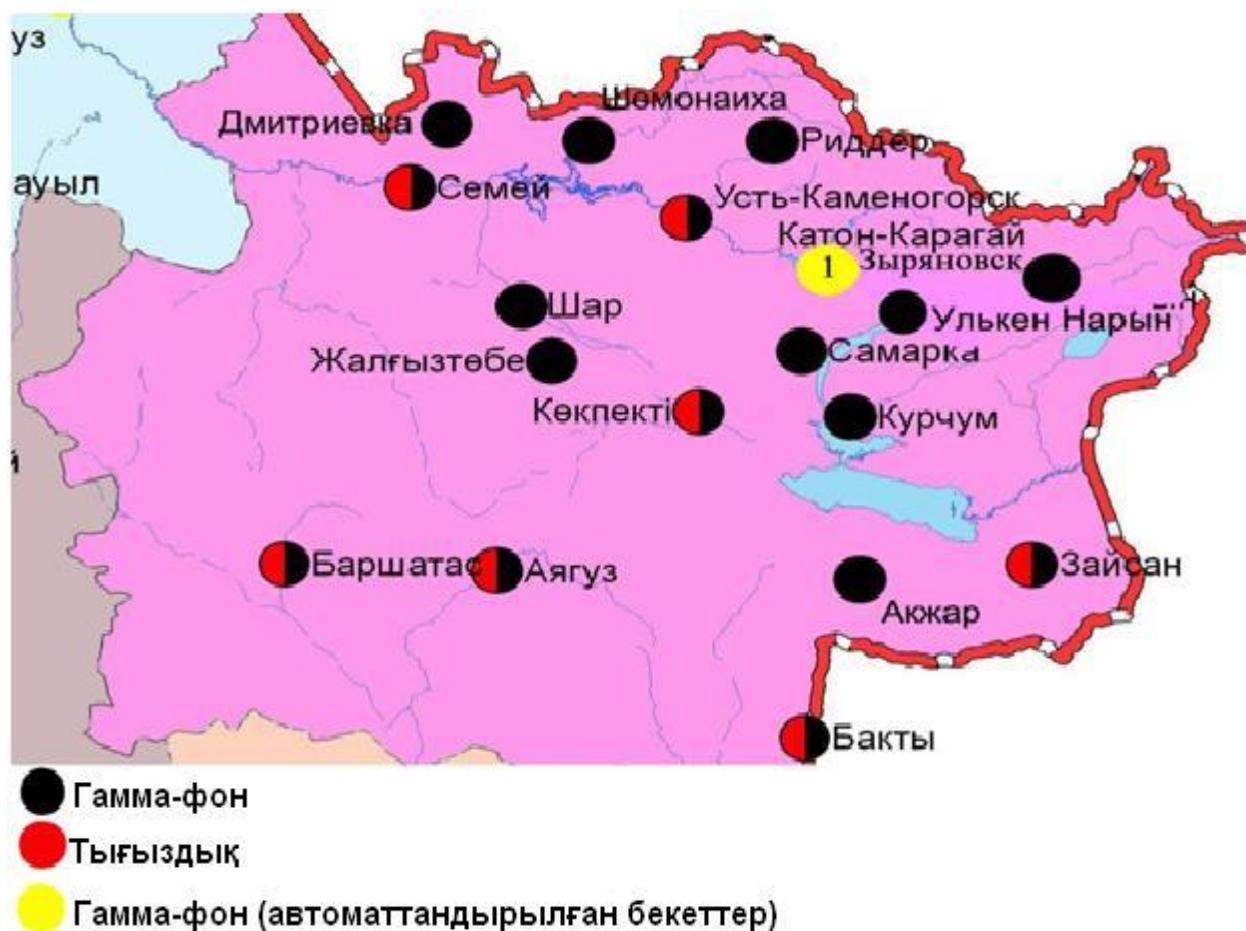 уз
Шемонаиха
Дмитриевка
Риддер
ауыл
Семей
Усть-Каменогорск
Катон-Карагай
1
Зыряновск
Шар
Улькен Нарын
Жалғызтөбе
Самарка
Көкпекті
Курчум
й
Баршатас
Аягуз
Зайсан
Акжар
Бакты
Гамма-фон
Тығыздық
Гамма-фон (автоматтандырылған бекеттер)